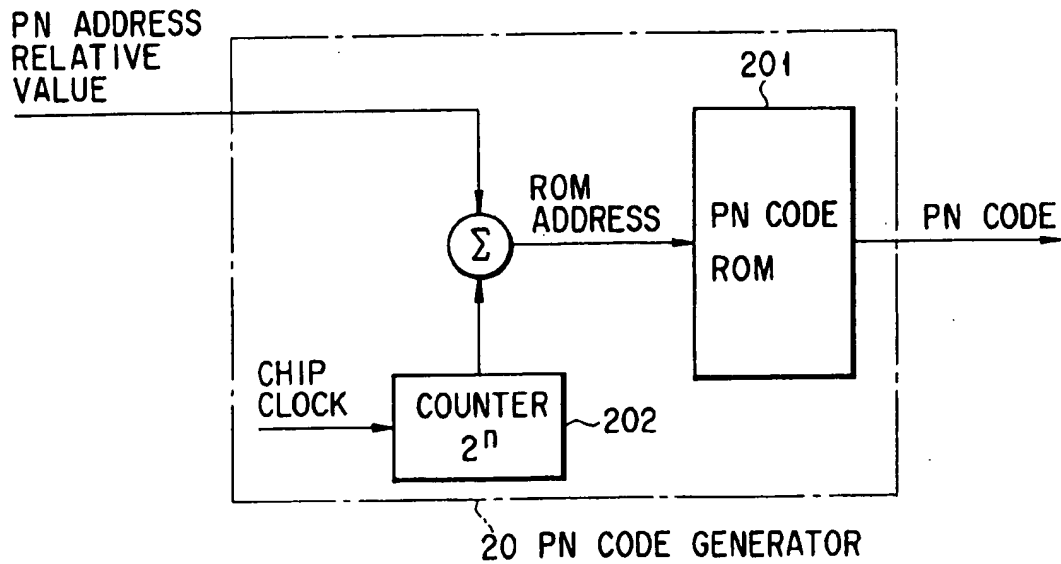 PN ADDRESS
RELATIVE
VALUE
201
ROM
ADDRESS
PN CODE
ROM
PN CODE
Σ
CHIP
CLOCK
COUNTER
2ⁿ
202
20 PN CODE GENERATOR